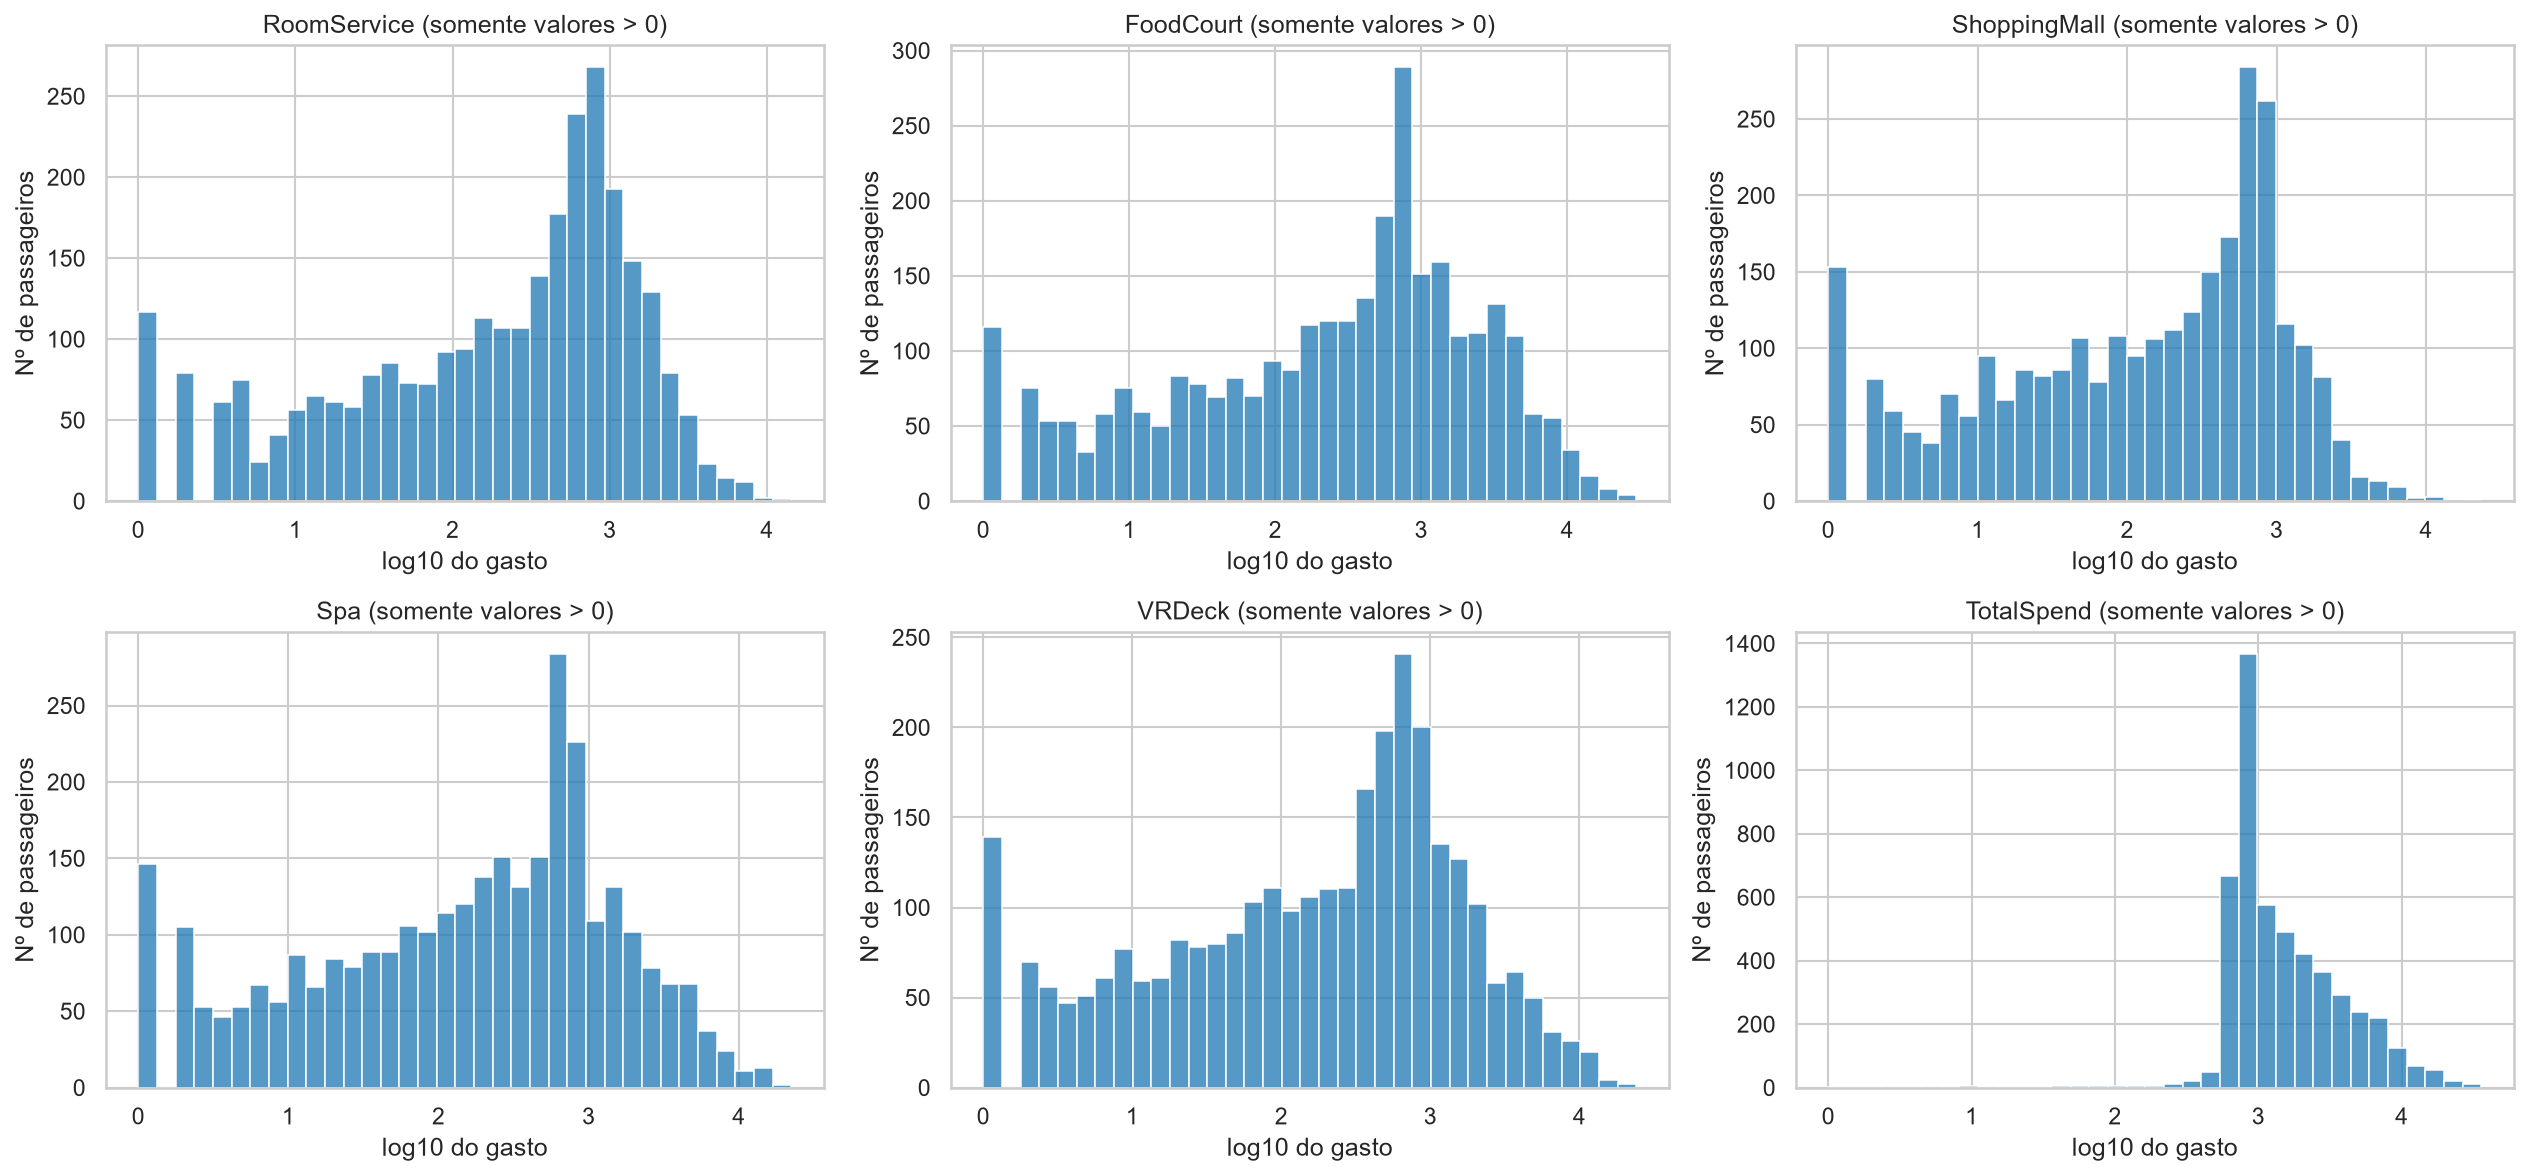 RoomService (somente valores > 0)
Nº de passageiros
250
200
150
100
50
0
0 1 2 3 4
log10 do gasto
FoodCourt (somente valores > 0)
Nº de passageiros
300
250
200
150
100
50
0
0 1 2 3 4
log10 do gasto
ShoppingMall (somente valores > 0)
Nº de passageiros
250
200
150
100
50
0
0 1 2 3 4
log10 do gasto
Spa (somente valores > 0)
Nº de passageiros
250
200
150
100
50
0
0 1 2 3 4
log10 do gasto
VRDeck (somente valores > 0)
Nº de passageiros
250
200
150
100
50
0
0 1 2 3 4
log10 do gasto
TotalSpend (somente valores > 0)
Nº de passageiros
1400
1200
1000
800
600
400
200
0
0 1 2 3 4
log10 do gasto